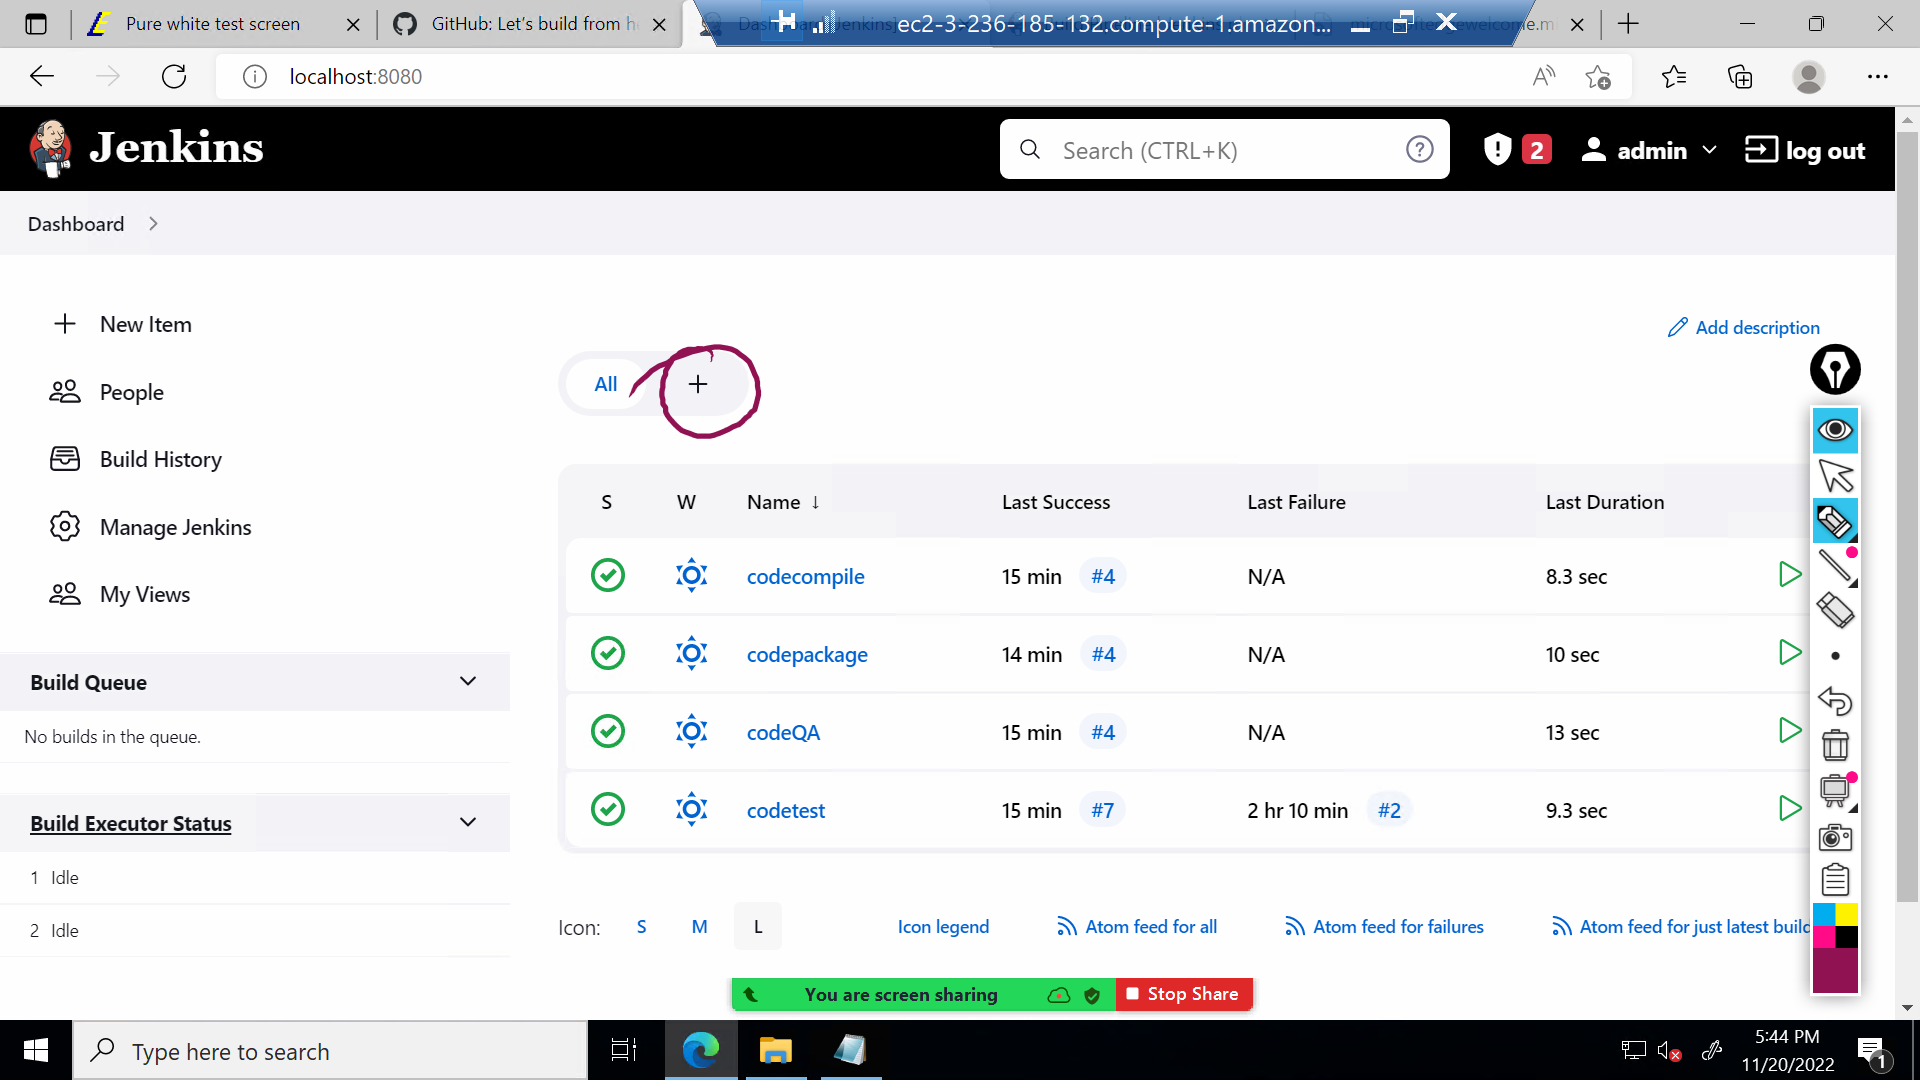 Pure white test screen
GitHub: Let's build from he
ec2-3-236-185-132.compute-1.amazon...
localhost:8080
Jenkins
Search (CTRL+K)
2
admin
log out
Dashboard
New Item
People
Build History
Manage Jenkins
My Views
Build Queue
No builds in the queue.
Build Executor Status
1 Idle
2 Idle
Add description
All
S W Name ↓ Last Success Last Failure Last Duration
codecompile 15 min #4 N/A 8.3 sec
codepackage 14 min #4 N/A 10 sec
codeQA 15 min #4 N/A 13 sec
codetest 15 min #7 2 hr 10 min #2 9.3 sec
Icon: S M L Icon legend Atom feed for all Atom feed for failures Atom feed for just latest build
You are screen sharing Stop Share
Type here to search
5:44 PM
11/20/2022
1